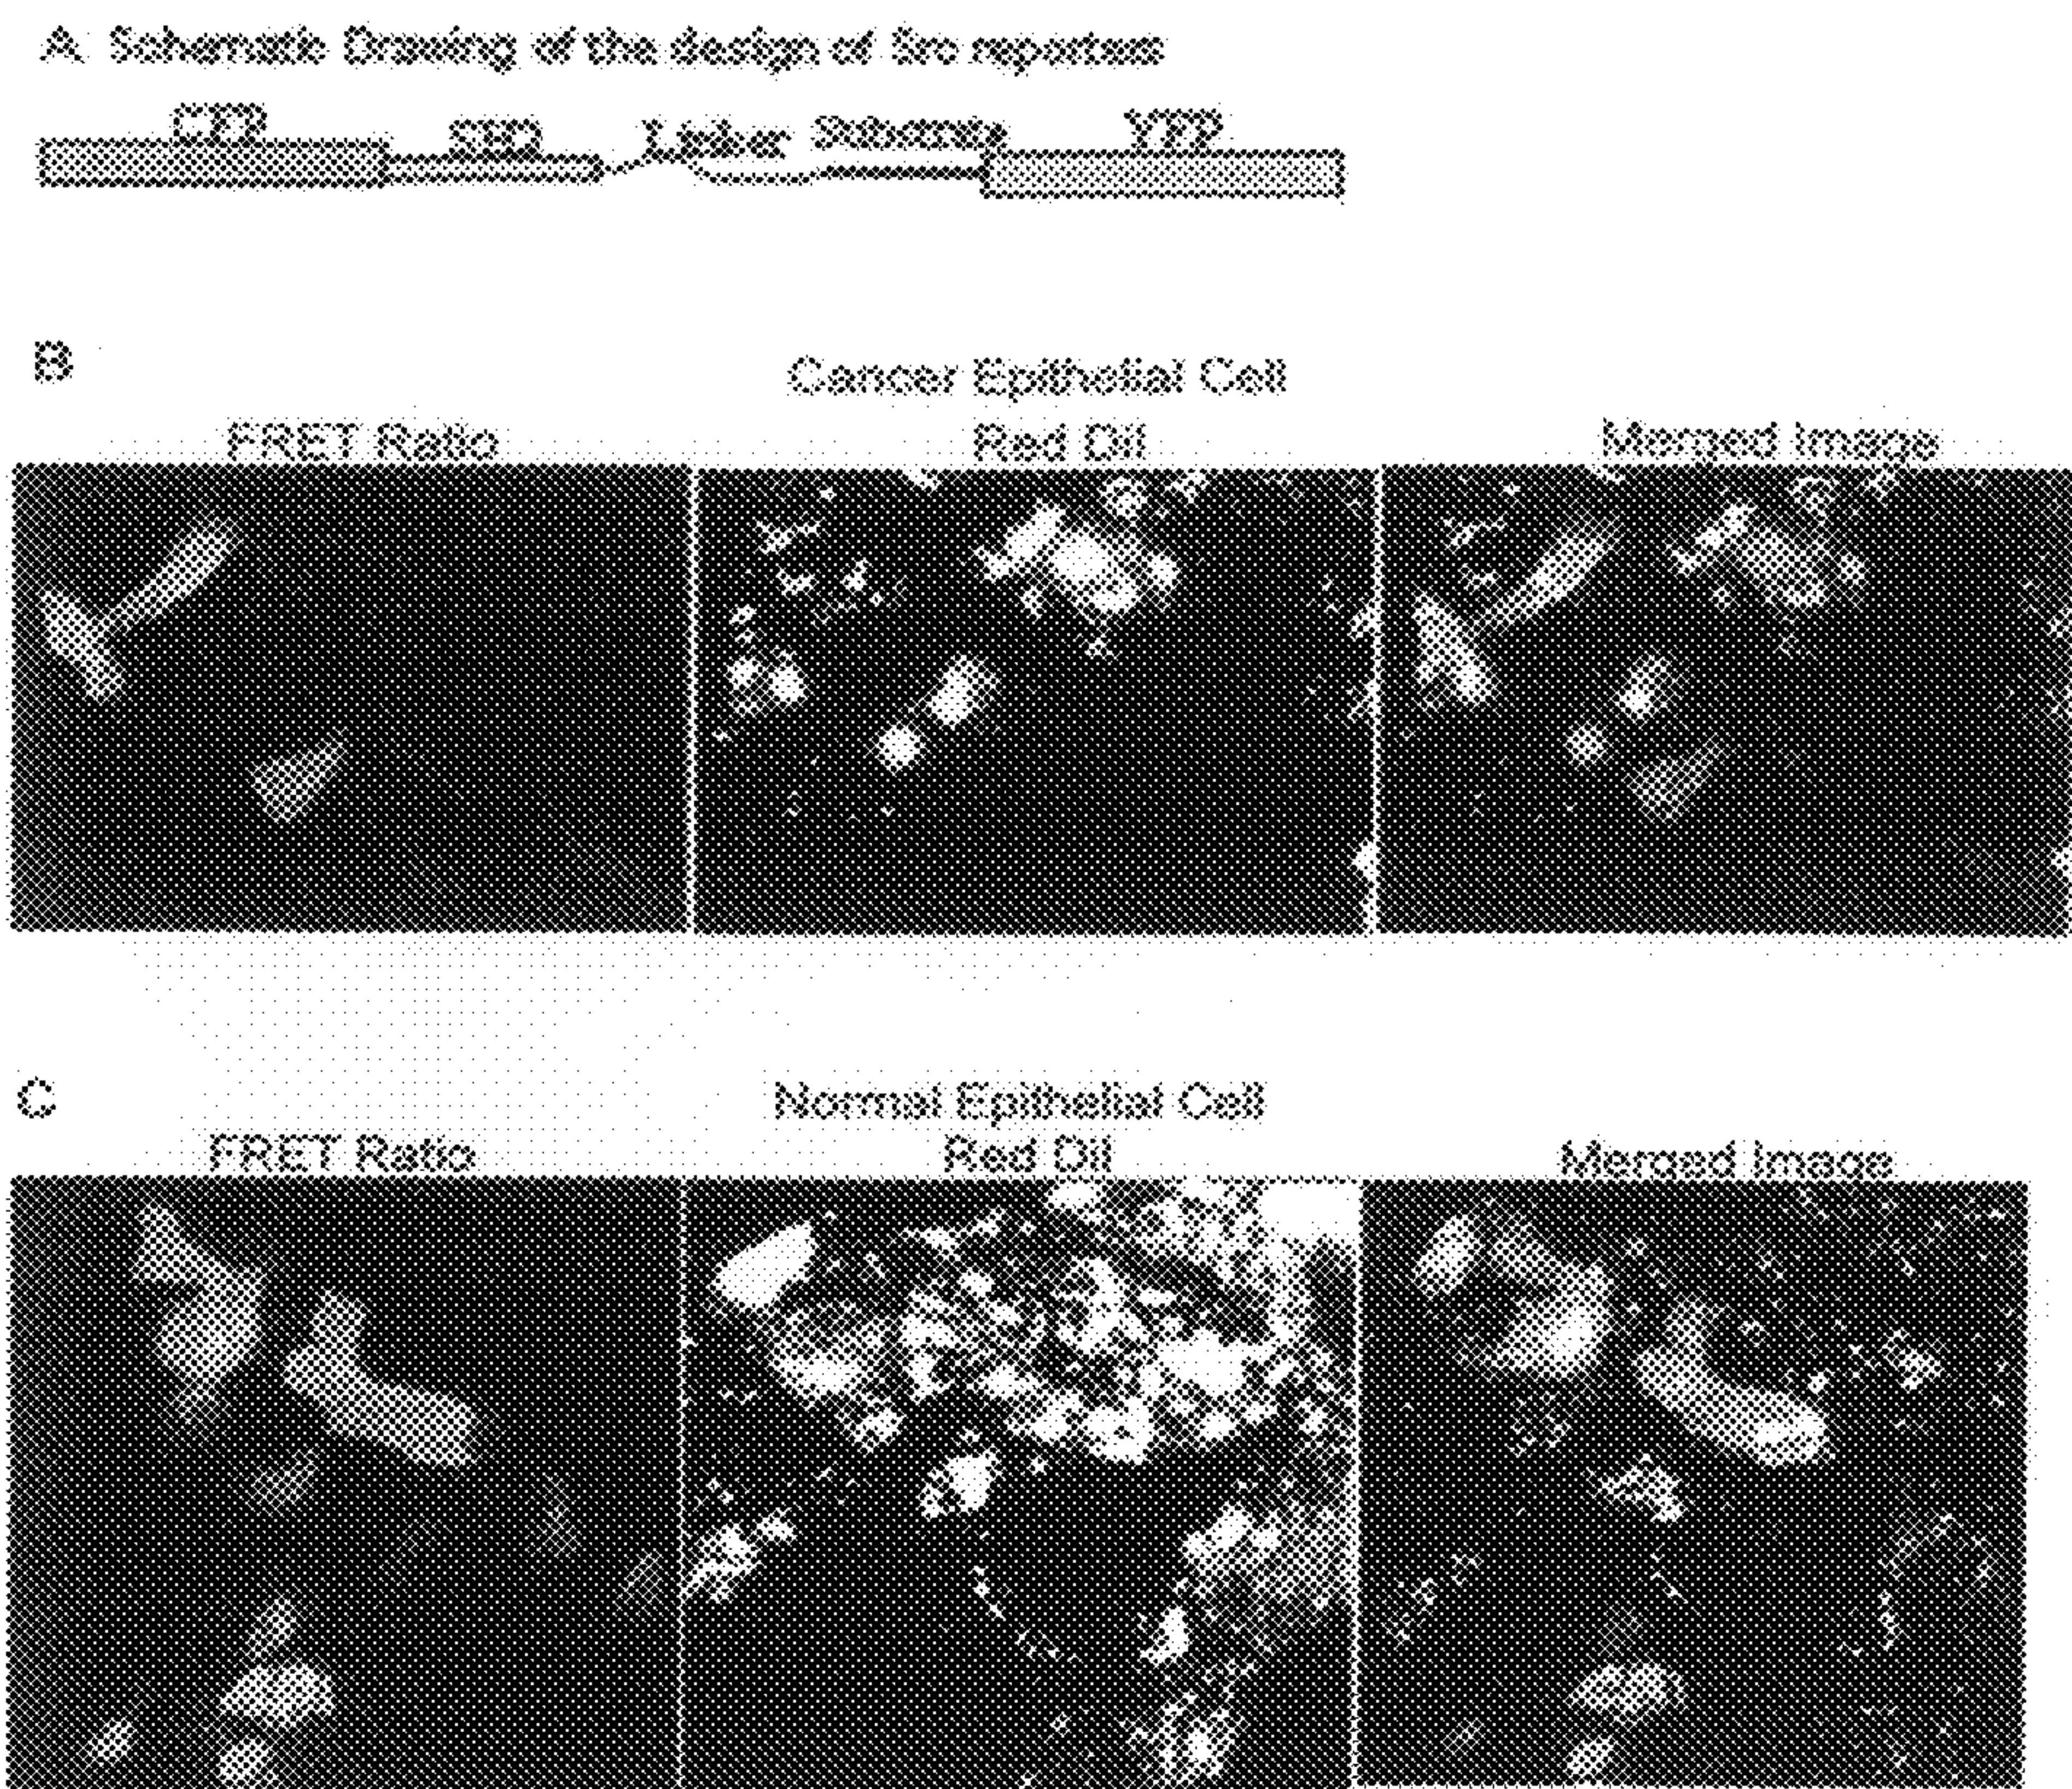 A Schematic Drawing of the design of Src reporters
CFP SH2 Linker Substrate YFP
B
Cancer Epithelial Cell
FRET Ratio Red DiI Merged Image
C
Normal Epithelial Cell
FRET Ratio Red DiI Merged Image